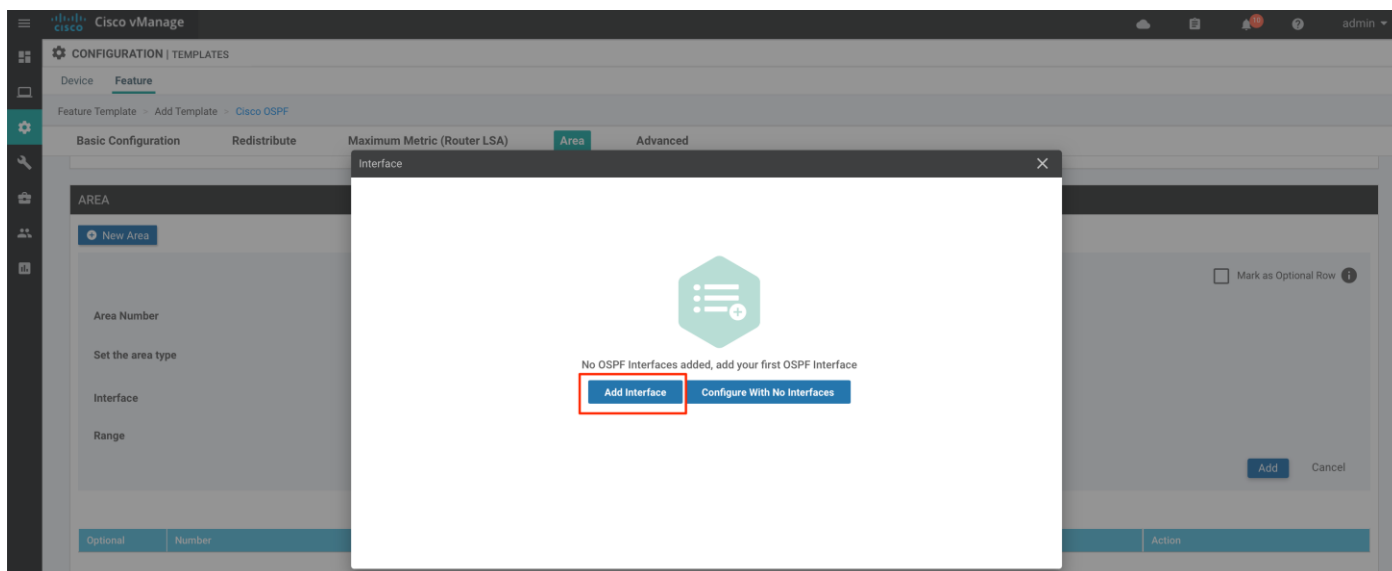 cisco Cisco vManage 18 admin
CONFIGURATION | TEMPLATES
Device Feature
Feature Template > Add Template > Cisco OSPF
Basic Configuration Redistribute Maximum Metric (Router LSA) Area Advanced
Interface
AREA
New Area
Mark as Optional Row
Area Number
Set the area type
No OSPF Interfaces added, add your first OSPF Interface
Interface
Add Interface Configure With No Interfaces
Range
Add Cancel
Optional Number Action